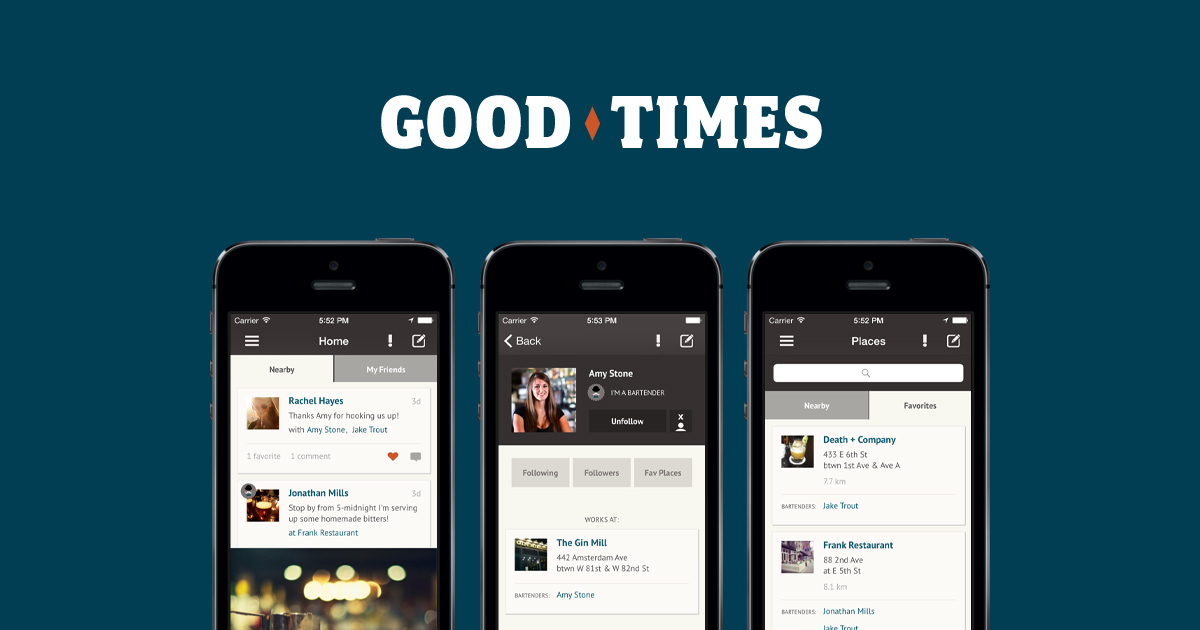 GOOD TIMES
Carrier 5:52 PM
Home
Nearby My Friends
Rachel Hayes 3d
Thanks Amy for hooking us up!
with Amy Stone, Jake Trout
1 favorite 1 comment
Jonathan Mills 3d
Stop by from 5-midnight I'm serving
up some homemade bitters!
at Frank Restaurant
Carrier 5:53 PM
Back
Amy Stone
I'M A BARTENDER
Unfollow X
Following Followers Fav Places
WORKS AT:
The Gin Mill
442 Amsterdam Ave
btwn W 81st & W 82nd St
BARTENDERS: Amy Stone
Carrier 5:52 PM
Places
Nearby Favorites
Death + Company
433 E 6th St
btwn 1st Ave & Ave A
7.7 km
BARTENDERS: Jake Trout
Frank Restaurant
88 2nd Ave
at E 5th St
8.1 km
BARTENDERS: Jonathan Mills
Jake Trout